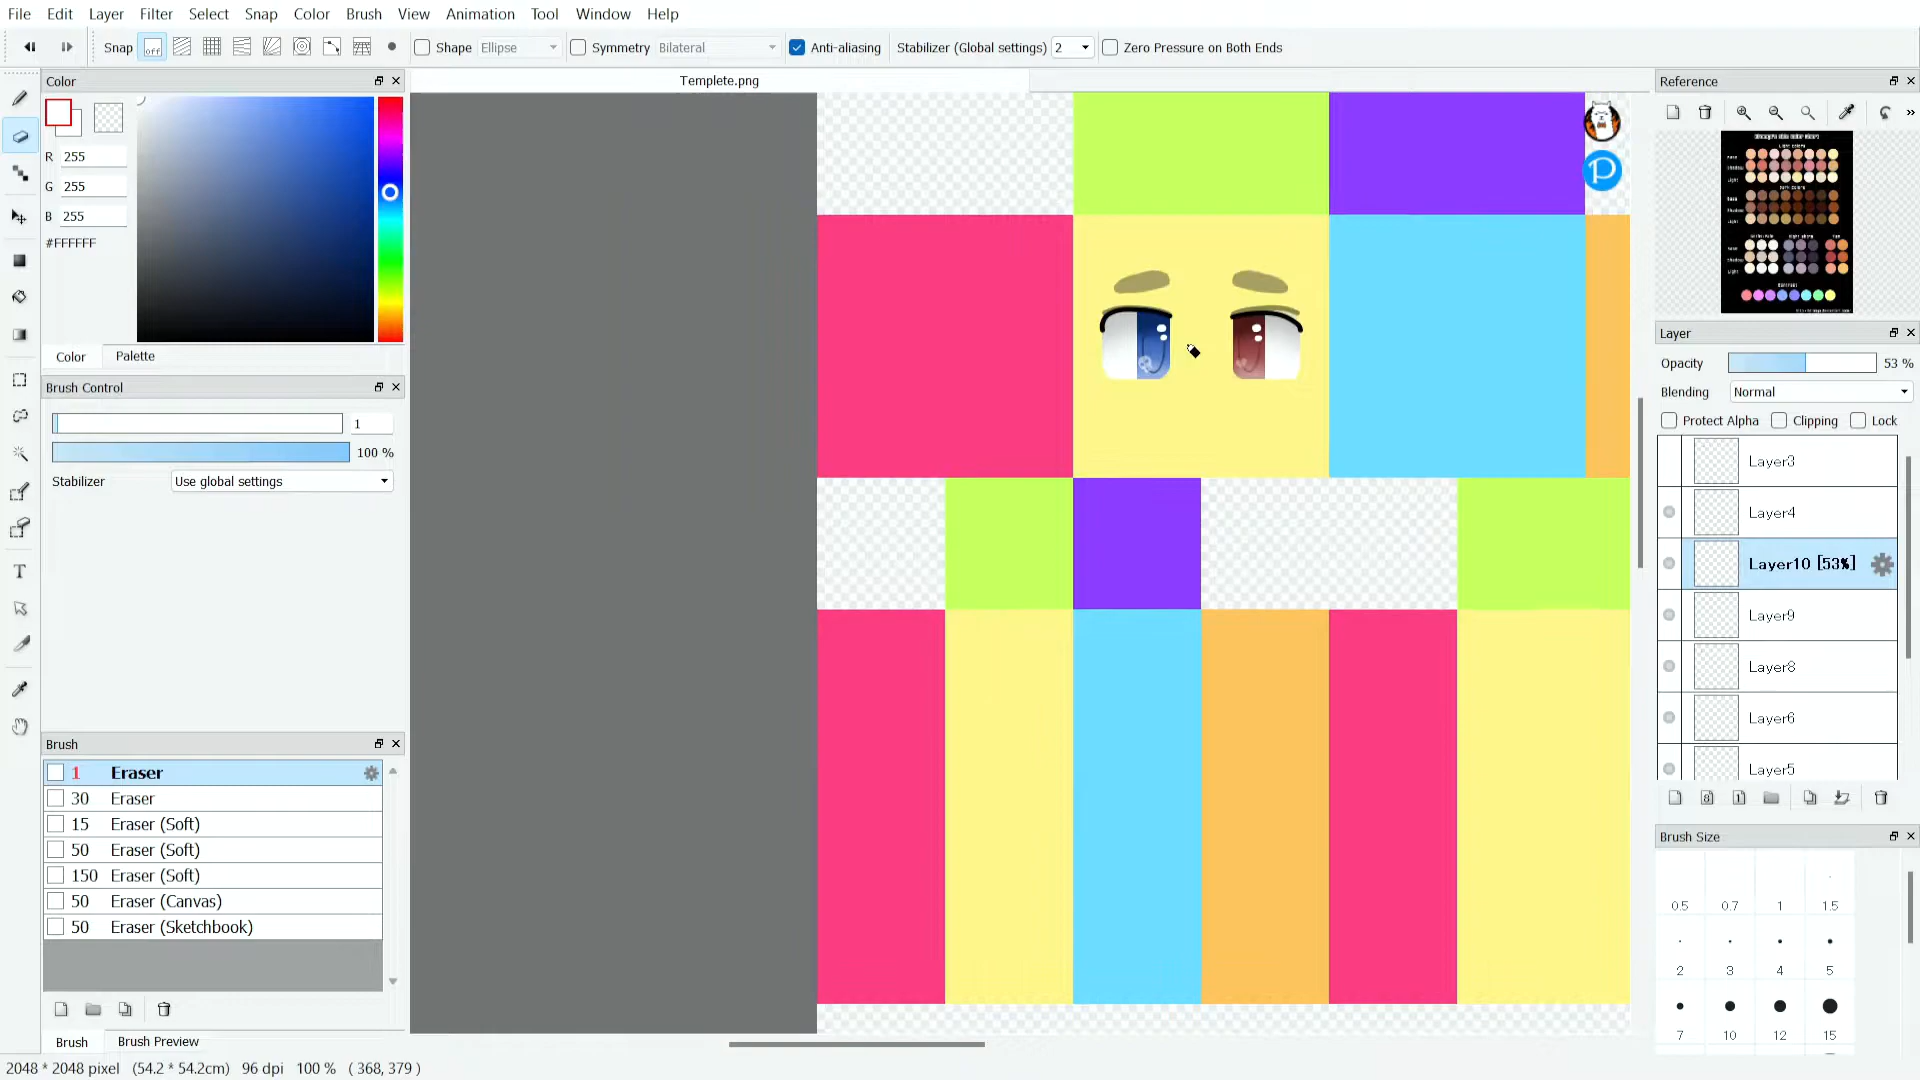 File Edit Layer Filter Select Snap Color Brush View Animation Tool Window Help
Snap off Shape Ellipse Symmetry Bilateral Anti-aliasing Stabilizer (Global settings) 2 Zero Pressure on Both Ends
Color
Templete.png
Reference
R 255
G 255
B 255
#FFFFFF
Color Palette
Brush Control
1
100 %
Stabilizer Use global settings
Brush
1 Eraser
30 Eraser
15 Eraser (Soft)
50 Eraser (Soft)
150 Eraser (Soft)
50 Eraser (Canvas)
50 Eraser (Sketchbook)
Brush Brush Preview
P
Layer
Opacity 53 %
Blending Normal
Protect Alpha Clipping Lock
Layer3
Layer4
Layer10 [53%]
Layer9
Layer8
Layer6
Layer5
8 1
Brush Size
0.5 0.7 1 1.5
2 3 4 5
7 10 12 15
2048 * 2048 pixel (54.2 * 54.2cm) 96 dpi 100 % ( 368, 379 )